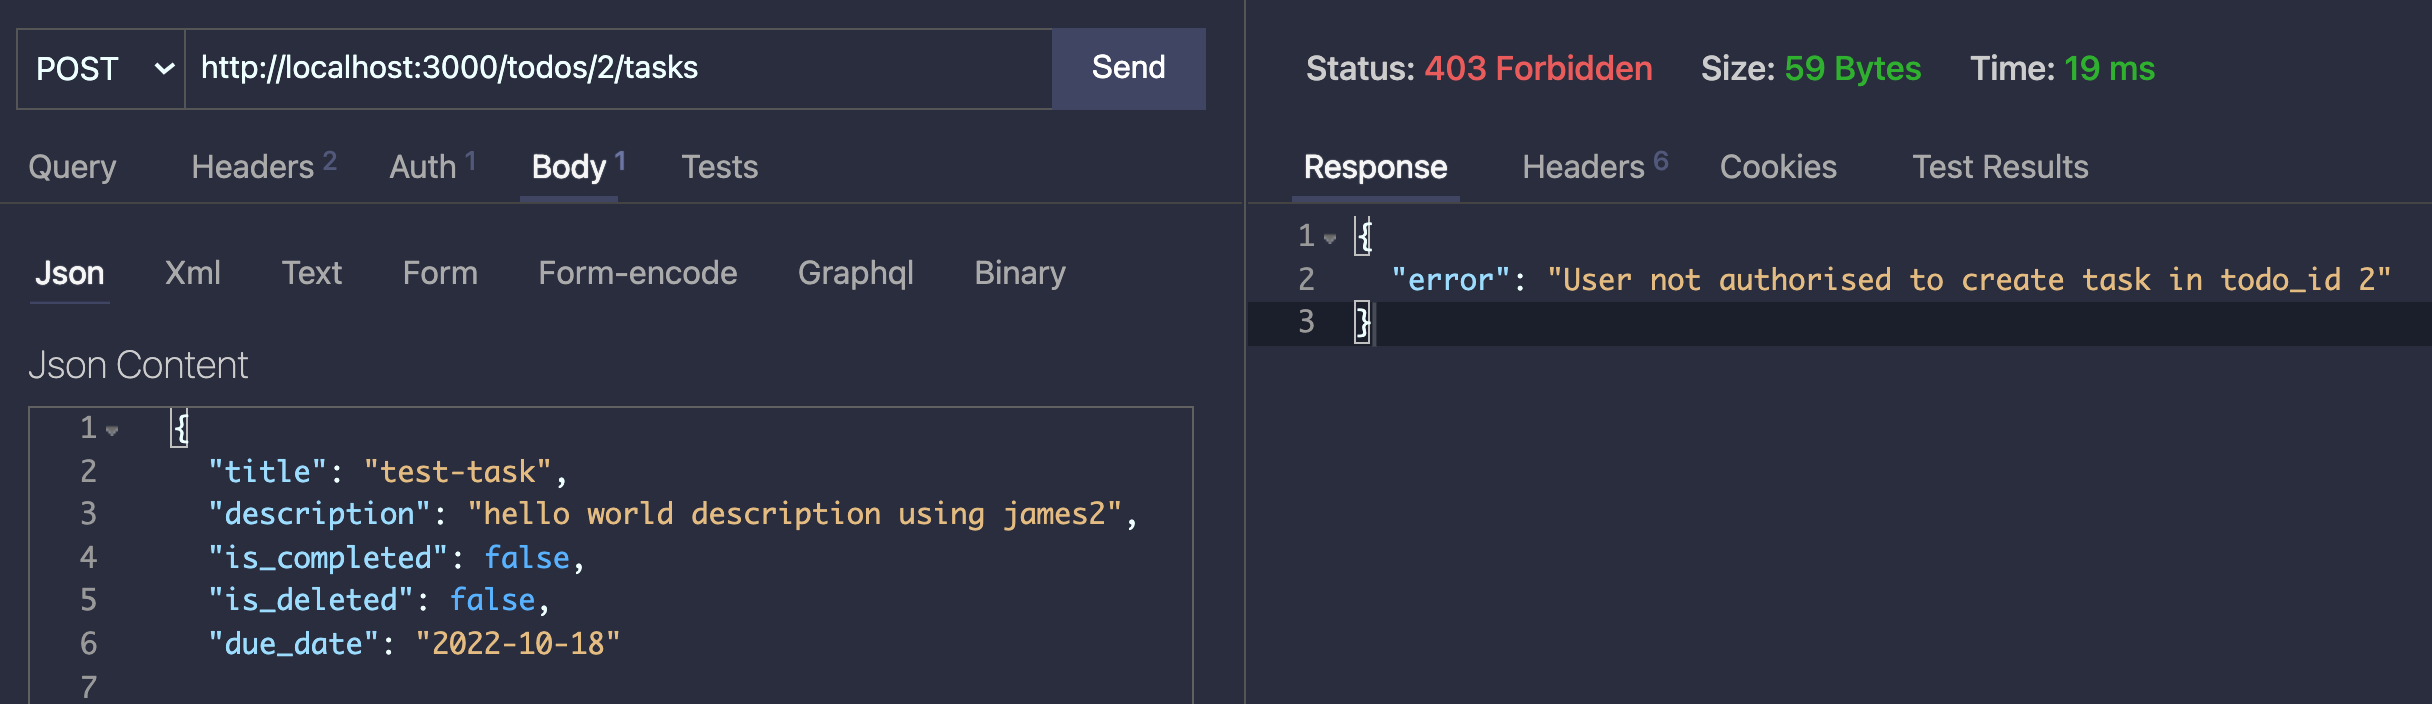 POST http://localhost:3000/todos/2/tasks Send
Query Headers 2 Auth 1 Body 1 Tests
Json Xml Text Form Form-encode Graphql Binary
Json Content
1 {
2 "title": "test-task",
3 "description": "hello world description using james2",
4 "is_completed": false,
5 "is_deleted": false,
6 "due_date": "2022-10-18"
7
Status: 403 Forbidden Size: 59 Bytes Time: 19 ms
Response Headers 6 Cookies Test Results
1 {
2 "error": "User not authorised to create task in todo_id 2"
3 }